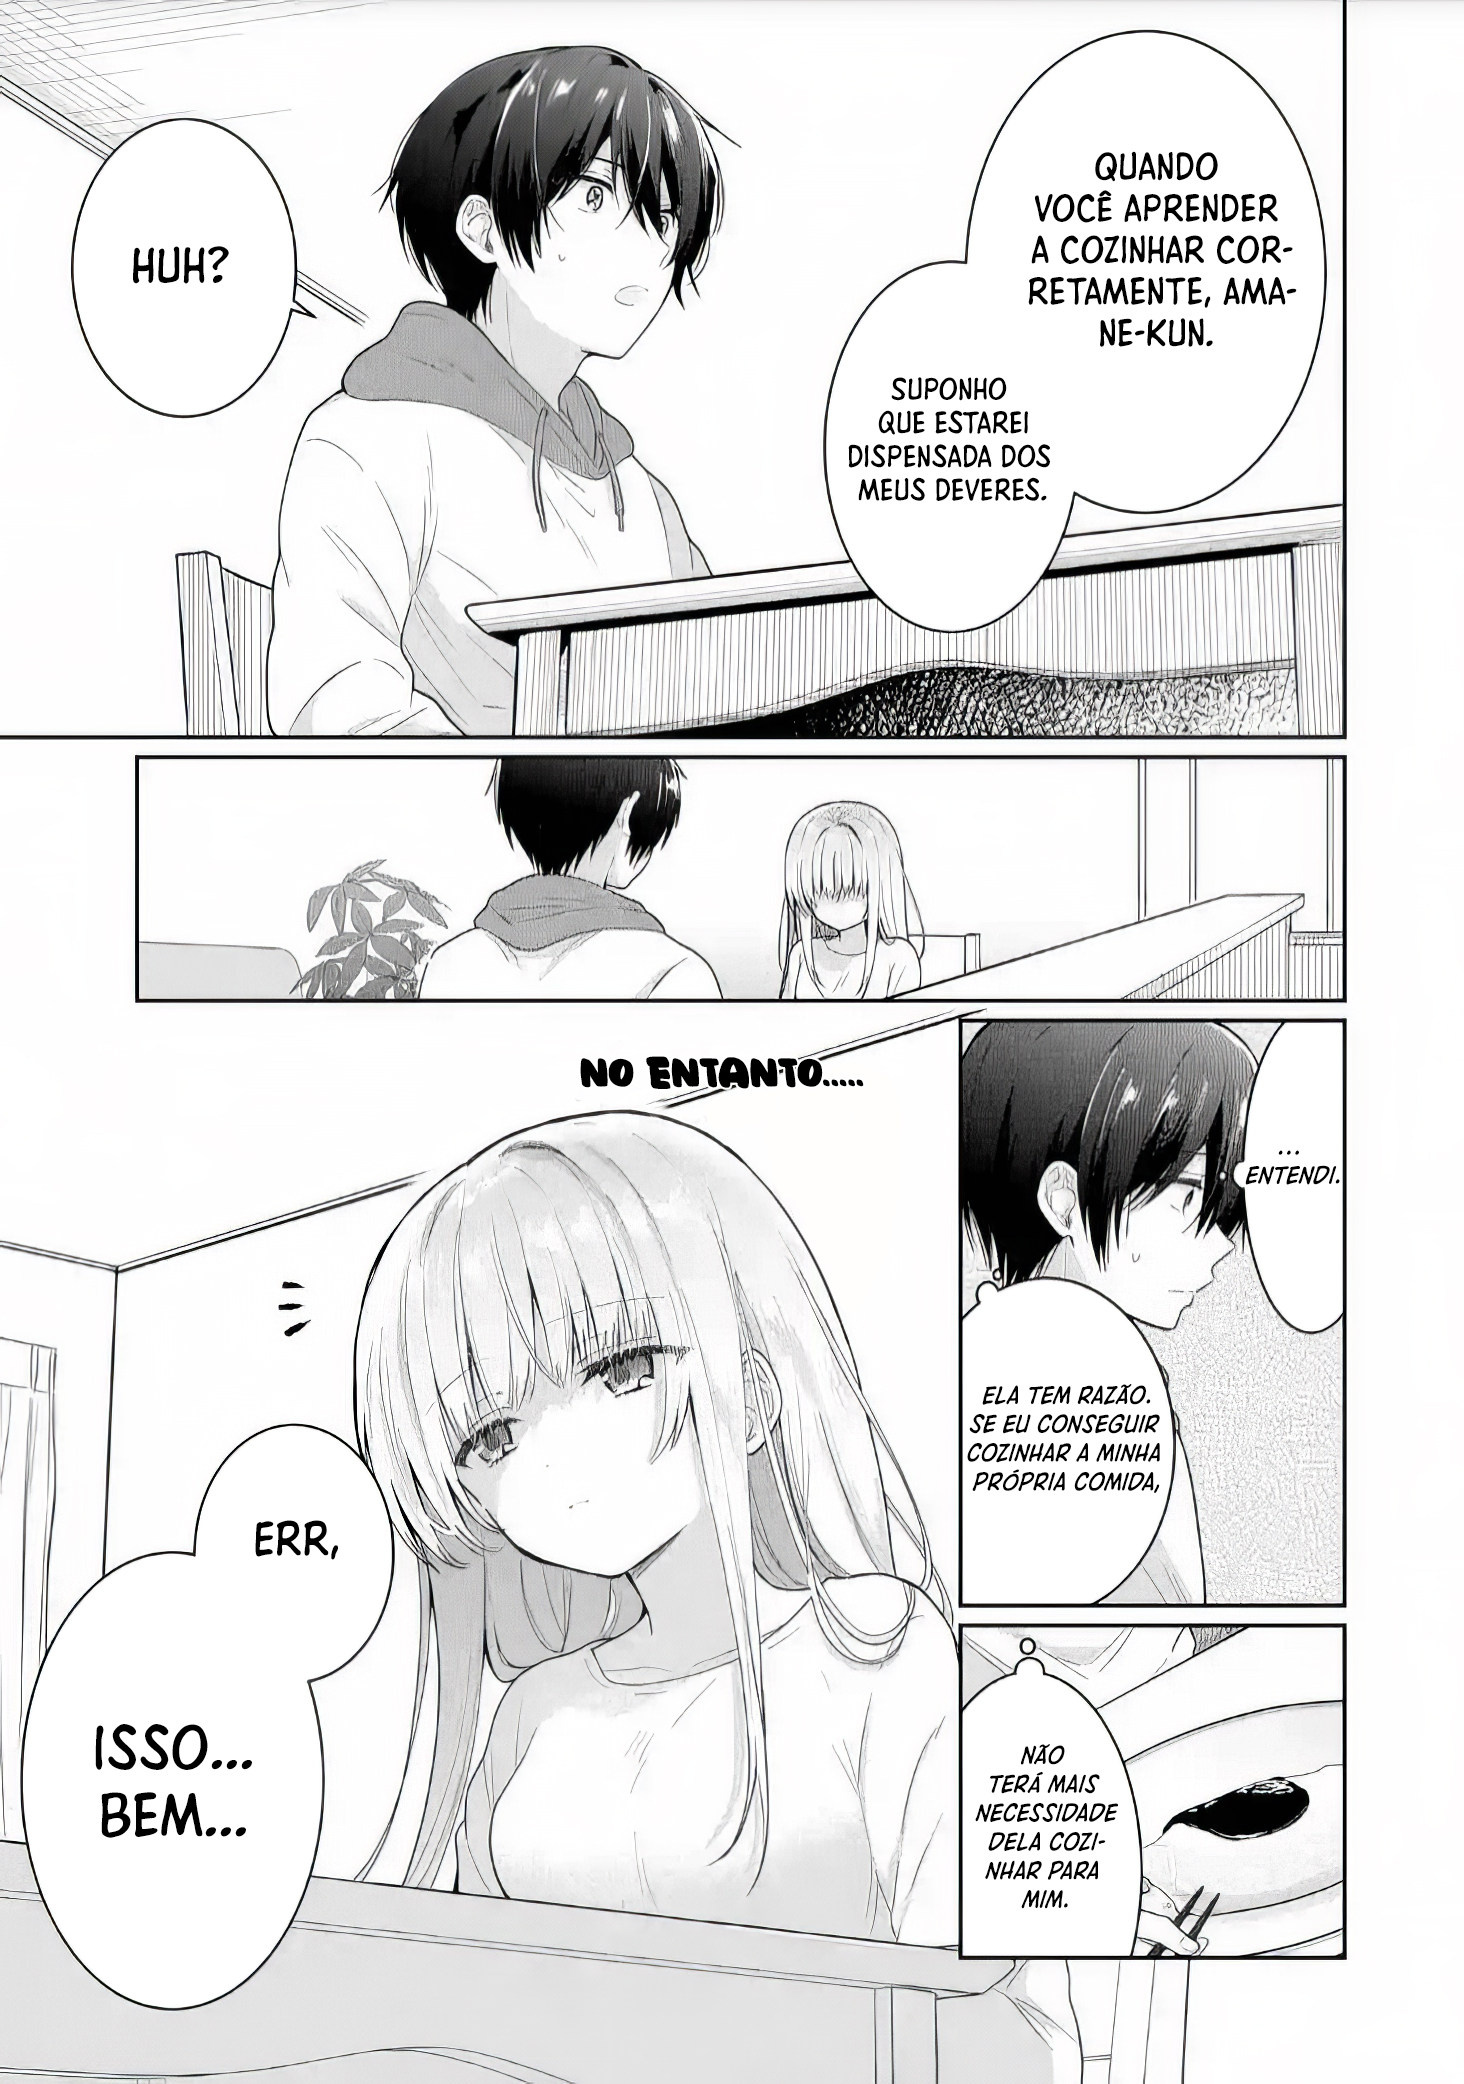 QUANDO
VOCÊ APRENDER
A COZINHAR COR-
RETAMENTE, AMA-
NE-KUN.
SUPONHO
QUE ESTAREI
DISPENSADA DOS
MEUS DEVERES.
HUH?
...
ENTENDI.
ELA TEM RAZÃO.
SE EU CONSEGUIR
COZINHAR A MINHA
PRÓPRIA COMIDA,
NÃO
TERÁ MAIS
NECESSIDADE
DELA COZI-
NHAR PARA
MIM.
NO ENTANTO.....
ERR,
ISSO...
BEM...